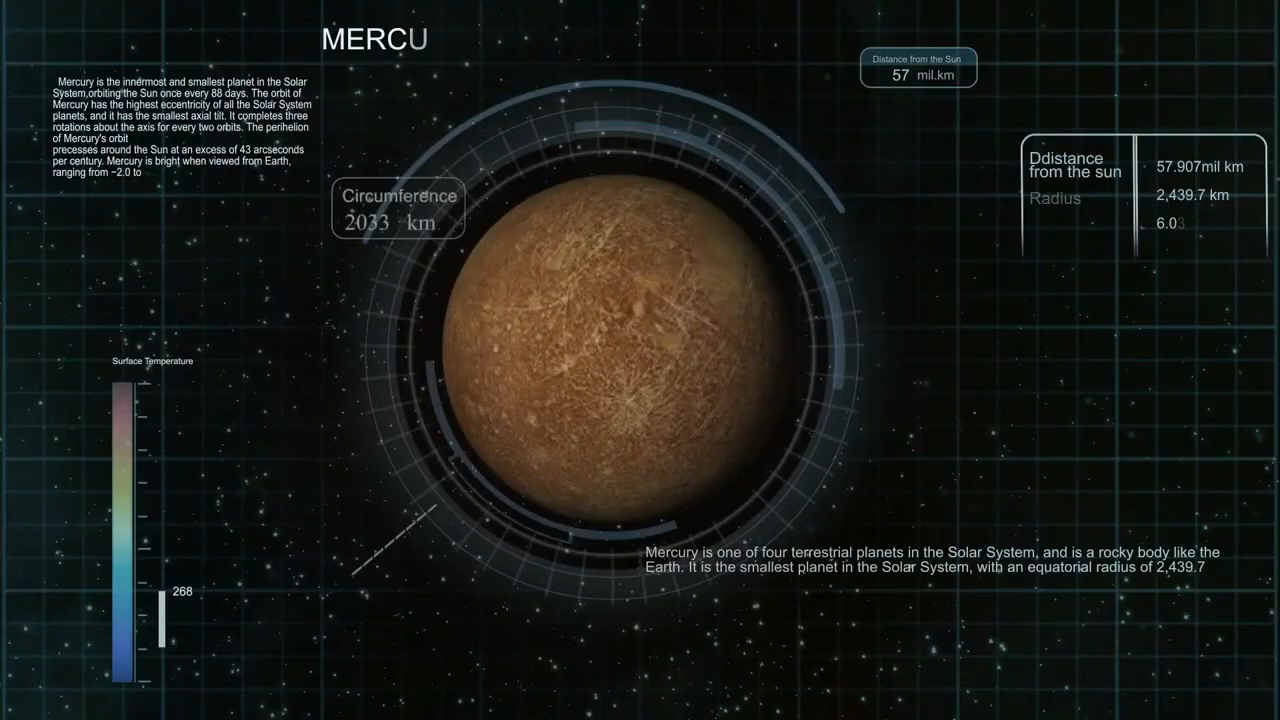 MERCU
Distance from the Sun
57 mil.km
Mercury is the innermost and smallest planet in the Solar
System,orbiting the Sun once every 88 days. The orbit of
Mercury has the highest eccentricity of all the Solar System
planets, and it has the smallest axial tilt. It completes three
rotations about the axis for every two orbits. The perihelion
of Mercury's orbit
precesses around the Sun at an excess of 43 arcseconds
per century. Mercury is bright when viewed from Earth,
ranging from −2.0 to
Circumference
2033 km
Ddistance
from the sun
57.907mil km
Radius
2,439.7 km
6.03
Surface Temperature
268
Mercury is one of four terrestrial planets in the Solar System, and is a rocky body like the
Earth. It is the smallest planet in the Solar System, with an equatorial radius of 2,439.7